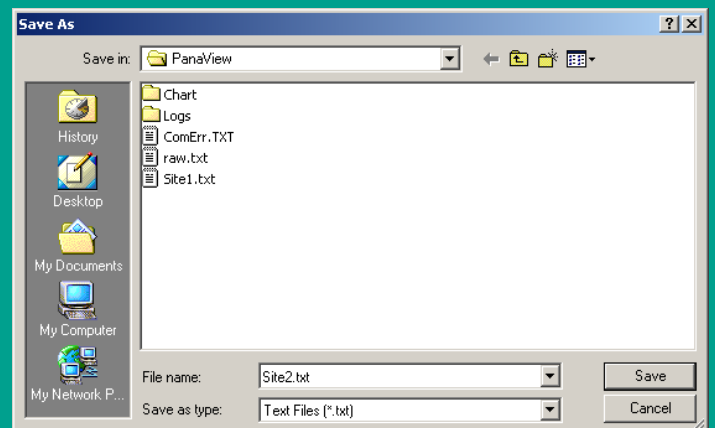 Save As
Save in: PanaView
History
Desktop
My Documents
My Computer
My Network P...
Chart
Logs
ComErr.TXT
raw.txt
Site1.txt
File name: Site2.txt Save
Save as type: Text Files (*.txt) Cancel